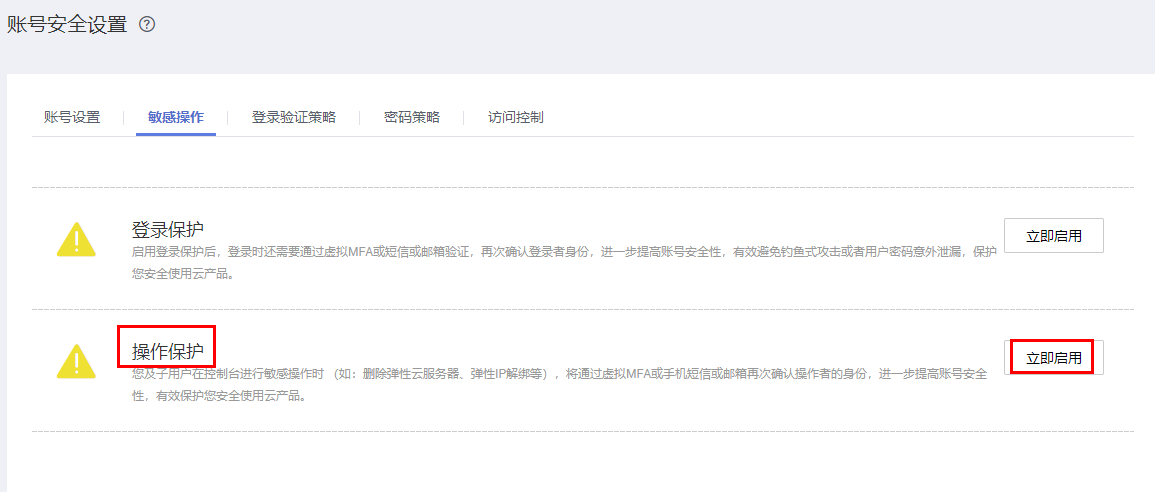 账号安全设置 ?
账号设置 敏感操作 登录验证策略 密码策略 访问控制
登录保护
启用登录保护后，登录时还需要通过虚拟MFA或短信或邮箱验证，再次确认登录者身份，进一步提高账号安全性，有效避免钓鱼式攻击或者用户密码意外泄漏，保护
您安全使用云产品。
立即启用
操作保护
您及子用户在控制台进行敏感操作时 （如：删除弹性云服务器、弹性IP解绑等），将通过虚拟MFA或手机短信或邮箱再次确认操作者的身份，进一步提高账号安全
性，有效保护您安全使用云产品。
立即启用